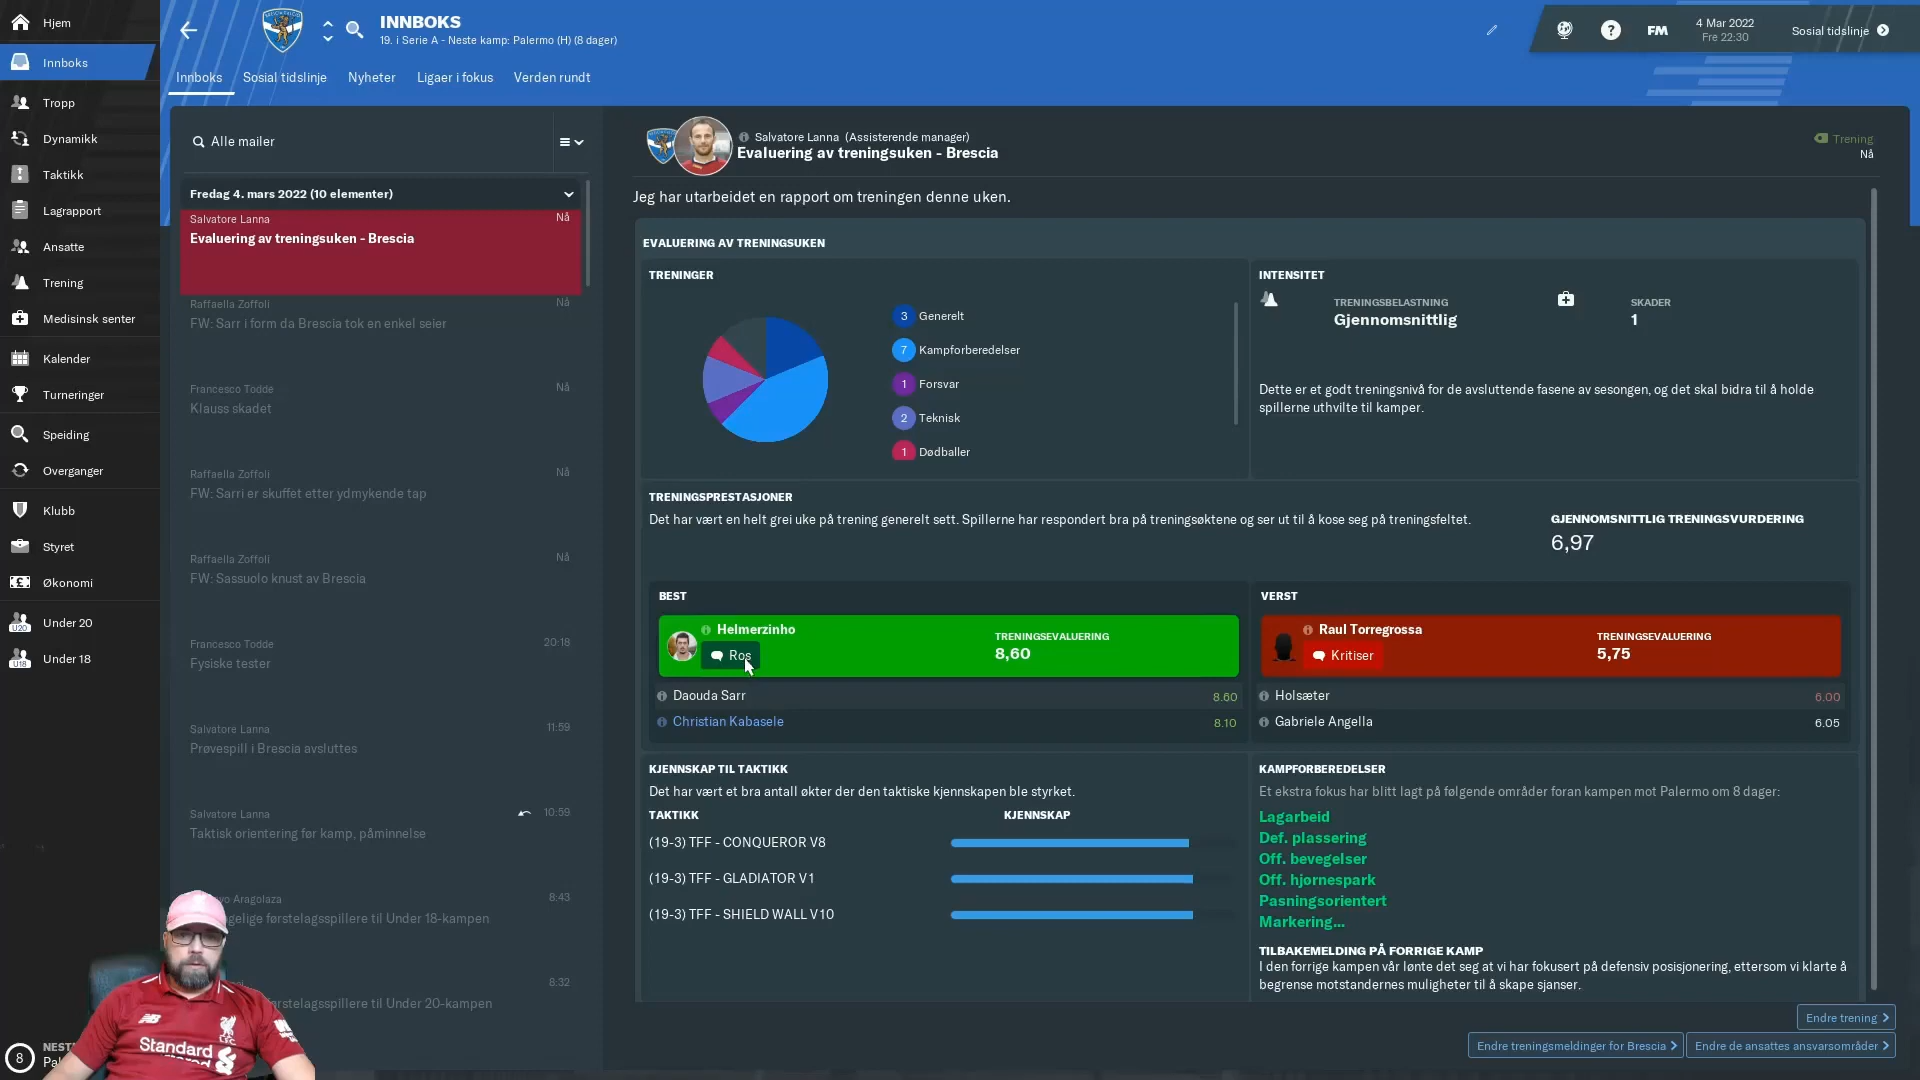 Hjem
Innboks
Tropp
Dynamikk
Taktikk
Lagrapport
Ansatte
Trening
Medisinsk senter
Kalender
Turneringer
Speiding
Overganger
Klubb
Styret
Økonomi
Under 20
Under 18
INNBOKS
19. i Serie A - Neste kamp: Palermo (H) (8 dager)
FM
4 Mar 2022
Fre 22:30
Sosial tidslinje
Innboks
Sosial tidslinje
Nyheter
Ligaer i fokus
Verden rundt
Alle mailer
Fredag 4. mars 2022 (10 elementer)
Salvatore Lanna
Nå
Evaluering av treningsuken - Brescia
Raffaella Zoffoli
Nå
FW: Sarr i form da Brescia tok en enkel seier
Francesco Todde
Nå
Klauss skadet
Raffaella Zoffoli
Nå
FW: Sarri er skuffet etter ydmykende tap
Raffaella Zoffoli
Nå
FW: Sassuolo knust av Brescia
Francesco Todde
20:18
Fysiske tester
Salvatore Lanna
11:59
Prøvespill i Brescia avsluttes
Salvatore Lanna
10:59
Taktisk orientering før kamp, påminnelse
Aragolaza
8:43
førstelagsspillere til Under 18-kampen
8:32
førstelagsspillere til Under 20-kampen
8
Salvatore Lanna (Assisterende manager)
Evaluering av treningsuken - Brescia
Trening
Nå
Jeg har utarbeidet en rapport om treningen denne uken.
EVALUERING AV TRENINGSUKEN
TRENINGER
3 Generelt
7 Kampforberedelser
1 Forsvar
2 Teknisk
1 Dødballer
INTENSITET
TRENINGSBELASTNING
Gjennomsnittlig
SKADER
1
Dette er et godt treningsnivå for de avsluttende fasene av sesongen, og det skal bidra til å holde
spillerne uthvilte til kamper.
TRENINGSPRESTASJONER
Det har vært en helt grei uke på trening generelt sett. Spillerne har respondert bra på treningsøktene og ser ut til å kose seg på treningsfeltet.
GJENNOMSNITTLIG TRENINGSVURDERING
6,97
BEST
Helmerzinho
Ros
TRENINGSEVALUERING
8,60
Daouda Sarr
8.60
Christian Kabasele
8.10
VERST
Raul Torregrossa
Kritiser
TRENINGSEVALUERING
5,75
Holsæter
6.00
Gabriele Angella
6.05
KJENNSKAP TIL TAKTIKK
Det har vært et bra antall økter der den taktiske kjennskapen ble styrket.
TAKTIKK
KJENNSKAP
(19-3) TFF - CONQUEROR V8
(19-3) TFF - GLADIATOR V1
(19-3) TFF - SHIELD WALL V10
KAMPFORBEREDELSER
Et ekstra fokus har blitt lagt på følgende områder foran kampen mot Palermo om 8 dager:
Lagarbeid
Def. plassering
Off. bevegelser
Off. hjørnespark
Pasningsorientert
Markering...
TILBAKEMELDING PÅ FORRIGE KAMP
I den forrige kampen vår lønte det seg at vi har fokusert på defensiv posisjonering, ettersom vi klarte å
begrense motstandernes muligheter til å skape sjanser.
Endre trening
Endre treningsmeldinger for Brescia
Endre de ansattes ansvarsområder
Standard